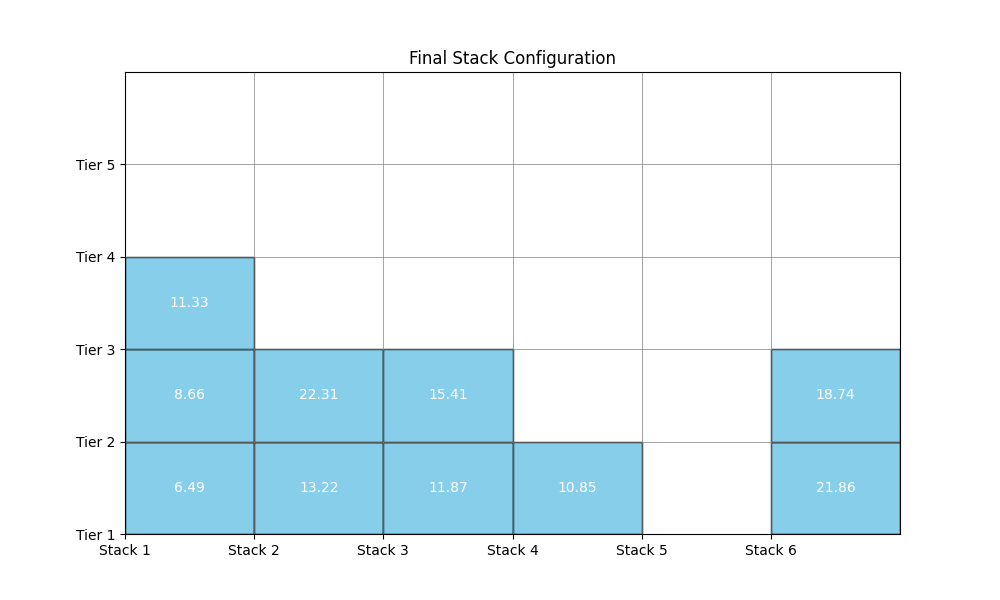 Final Stack Configuration
Tier 5
Tier 4
11.33
Tier 3
8.66 22.31 15.41 18.74
Tier 2
6.49 13.22 11.87 10.85 21.86
Tier 1
Stack 1 Stack 2 Stack 3 Stack 4 Stack 5 Stack 6